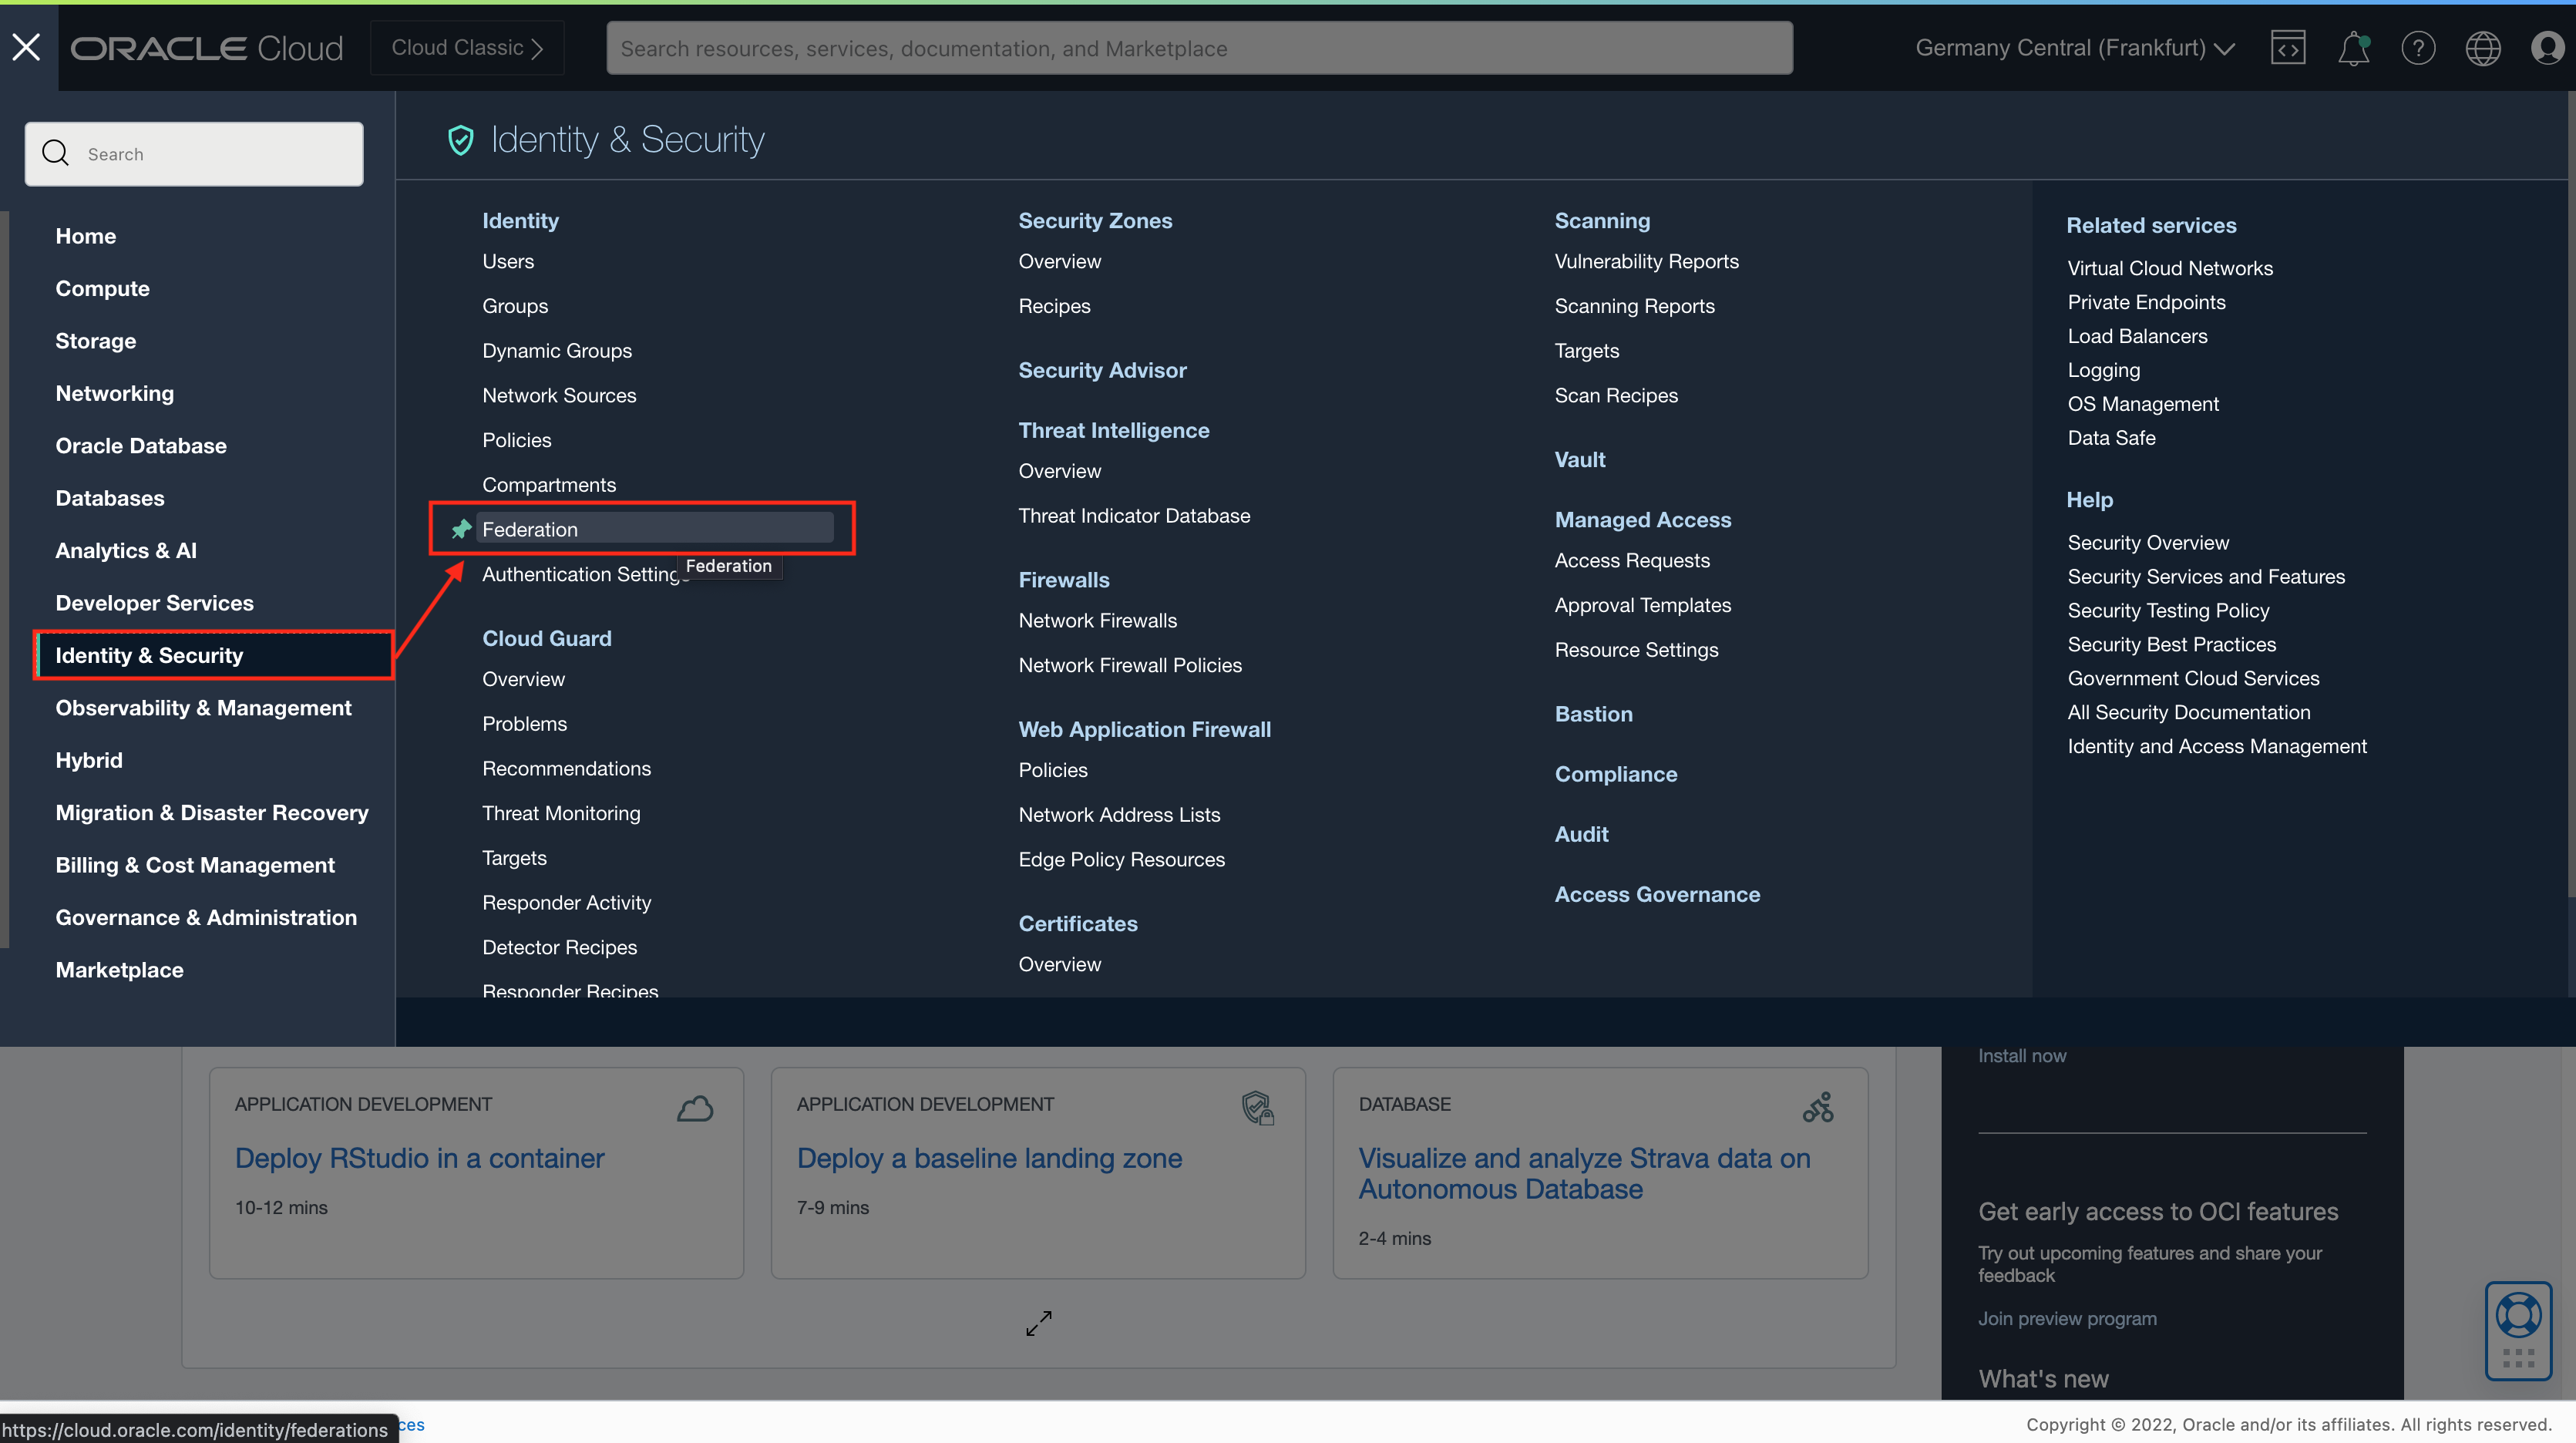 ORACLE Cloud
Cloud Classic
Search resources, services, documentation, and Marketplace
Germany Central (Frankfurt)
Search
Home
Compute
Storage
Networking
Oracle Database
Databases
Analytics & AI
Developer Services
Identity & Security
Observability & Management
Hybrid
Migration & Disaster Recovery
Billing & Cost Management
Governance & Administration
Marketplace
Identity & Security
Identity
Users
Groups
Dynamic Groups
Network Sources
Policies
Compartments
Federation
Federation
Authentication Settings
Cloud Guard
Overview
Problems
Recommendations
Threat Monitoring
Targets
Responder Activity
Detector Recipes
Responder Recipes
Security Zones
Overview
Recipes
Security Advisor
Threat Intelligence
Overview
Threat Indicator Database
Firewalls
Network Firewalls
Network Firewall Policies
Web Application Firewall
Policies
Network Address Lists
Edge Policy Resources
Certificates
Overview
Scanning
Vulnerability Reports
Scanning Reports
Targets
Scan Recipes
Vault
Managed Access
Access Requests
Approval Templates
Resource Settings
Bastion
Compliance
Audit
Access Governance
Related services
Virtual Cloud Networks
Private Endpoints
Load Balancers
Logging
OS Management
Data Safe
Help
Security Overview
Security Services and Features
Security Testing Policy
Security Best Practices
Government Cloud Services
All Security Documentation
Identity and Access Management
APPLICATION DEVELOPMENT
Deploy RStudio in a container
10-12 mins
APPLICATION DEVELOPMENT
Deploy a baseline landing zone
7-9 mins
DATABASE
Visualize and analyze Strava data on
Autonomous Database
2-4 mins
Install now
Get early access to OCI features
Try out upcoming features and share your
feedback
Join preview program
What's new
https://cloud.oracle.com/identity/federations
ces
Copyright © 2022, Oracle and/or its affiliates. All rights reserved.